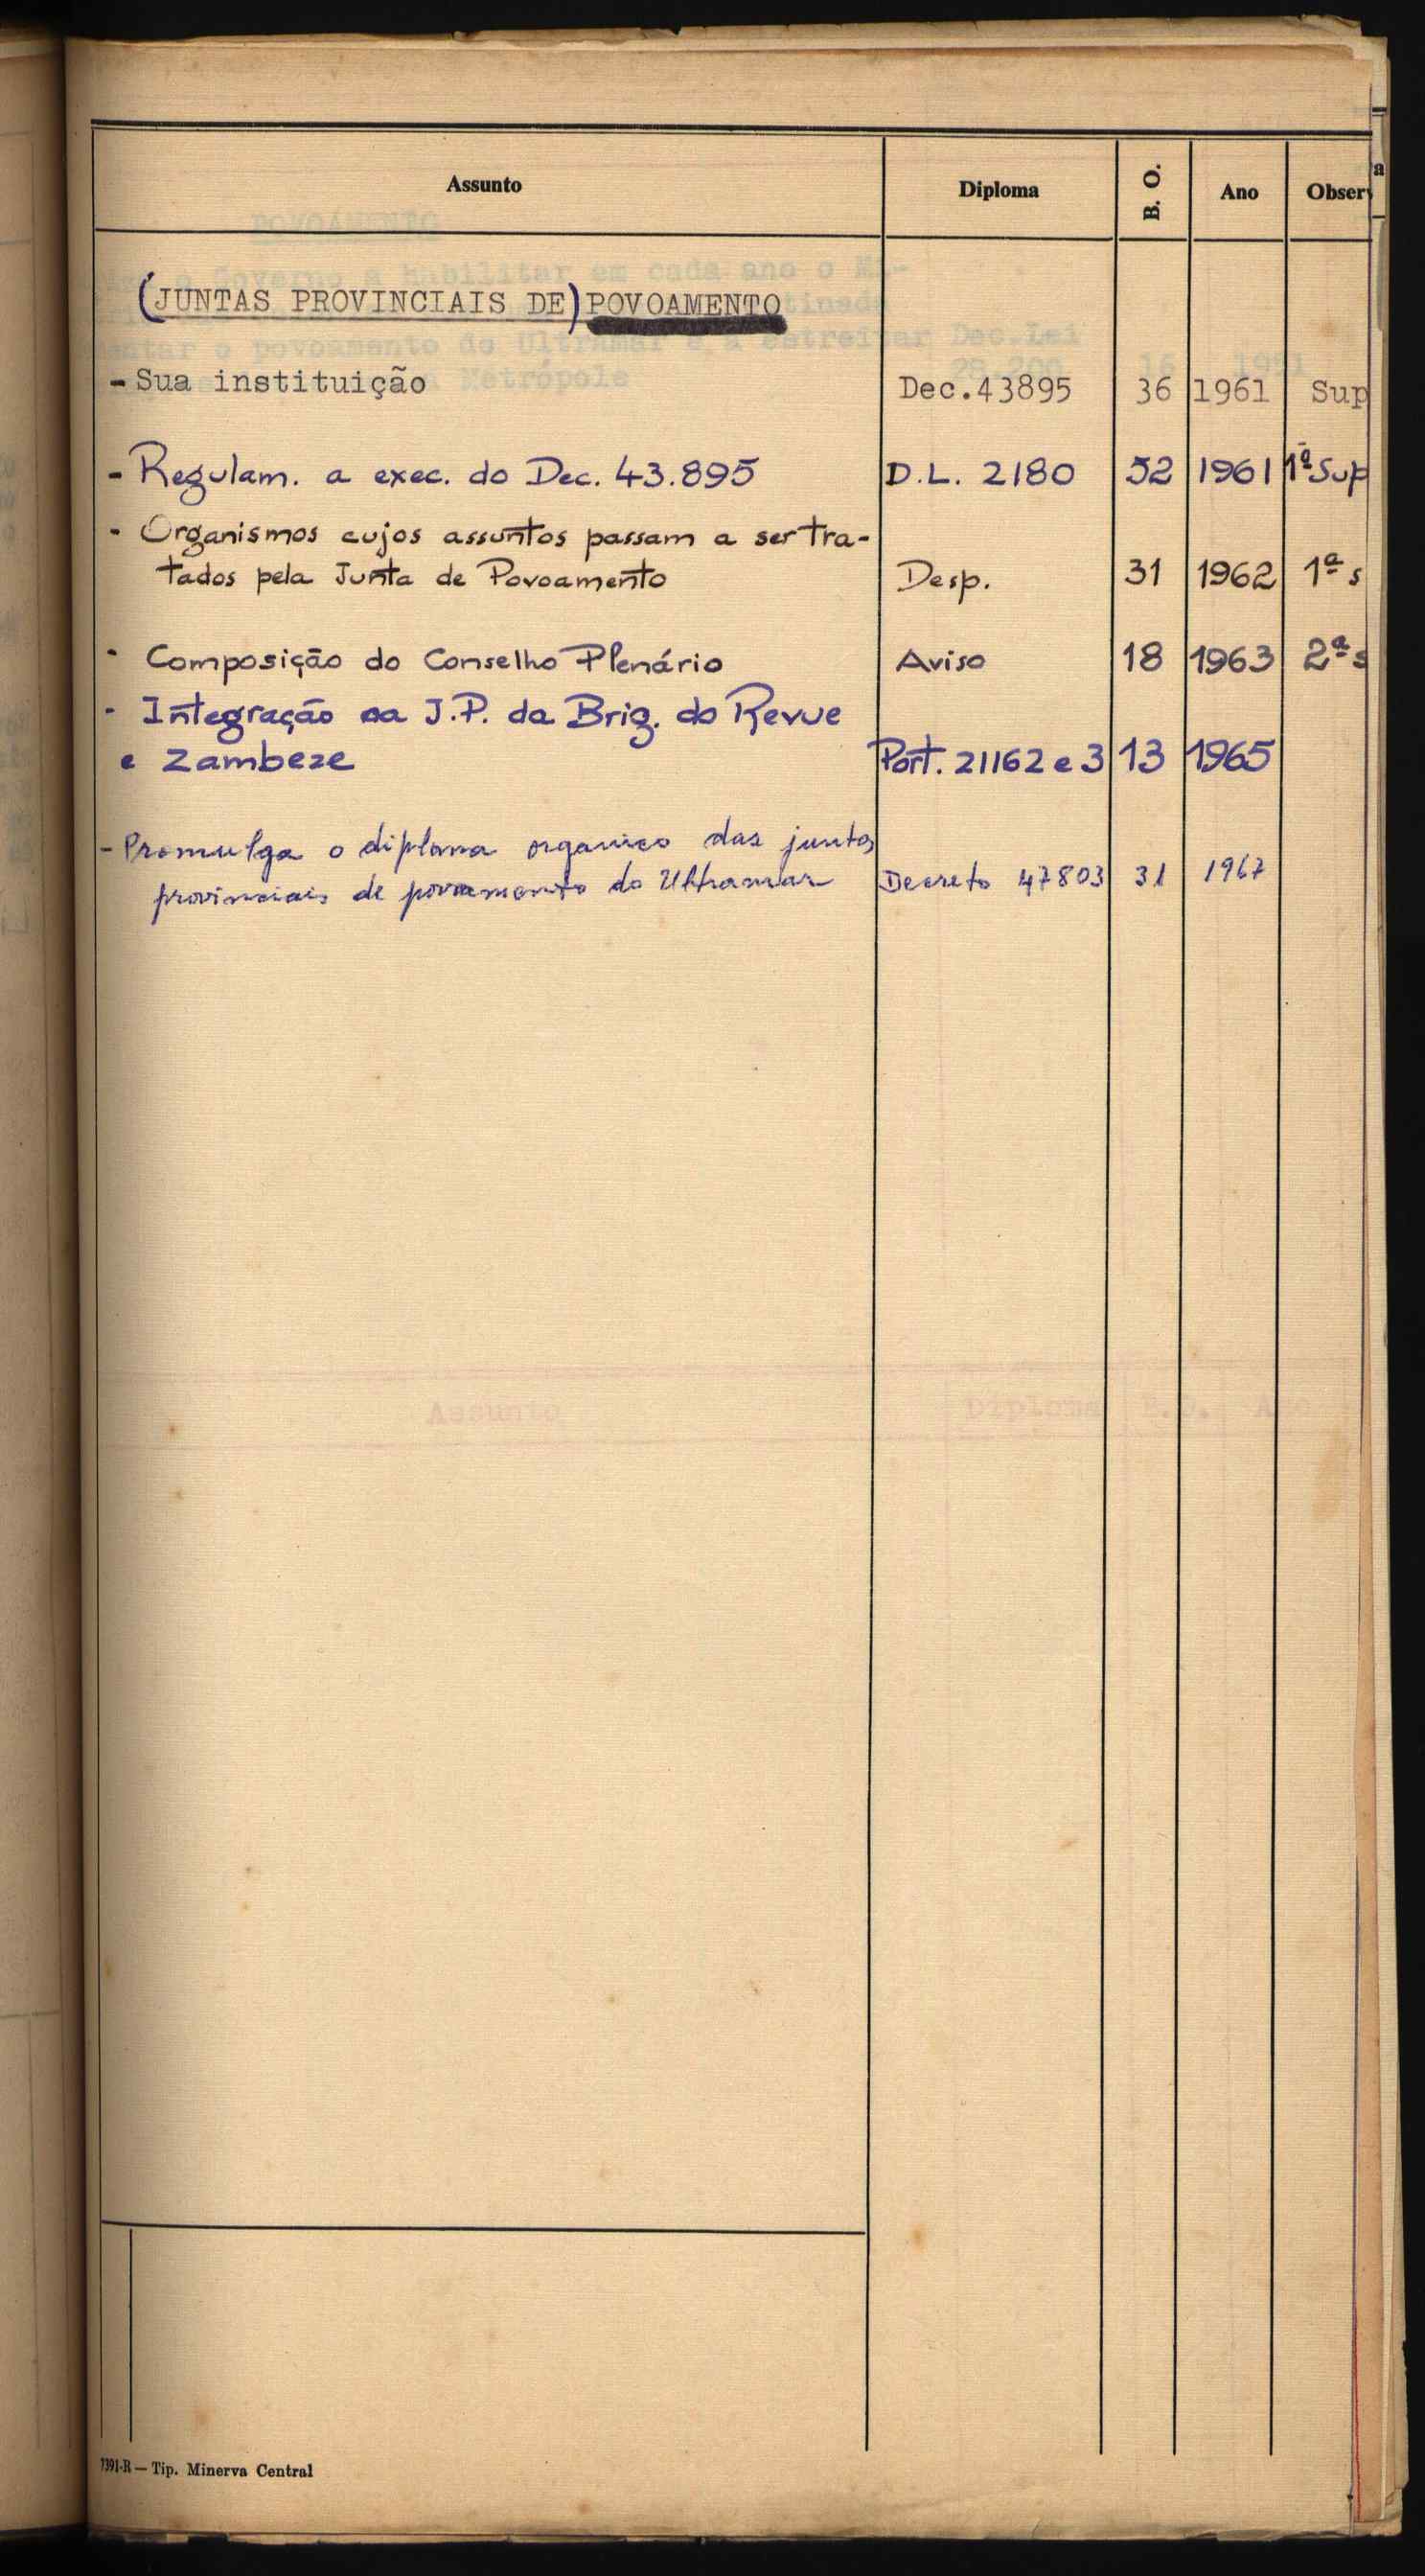 Assunto Diploma B. O. Ano Obser
(JUNTAS PROVINCIAIS DE) POVOAMENTO
- Sua instituição Dec.43895 36 1961 Sup
- Regulam. a exec. do Dec. 43.895 D.L. 2180 52 1961 1º Sup
- Organismos cujos assuntos passam a ser tra-
tados pela Junta de Povoamento Desp. 31 1962 1ª s
- Composição do Conselho Plenário Aviso 18 1963 2ª s
- Integração na J.P. da Brig. do Revue
e Zambeze Port. 21162 e 3 13 1965
- Promulga o diploma organico das juntas
provinciais de povoamento do Ultramar Decreto 47803 31 1967
7391-R — Tip. Minerva Central